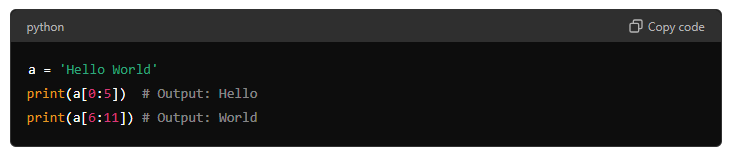 python
Copy code
a = 'Hello World'
print(a[0:5])  # Output: Hello
print(a[6:11]) # Output: World